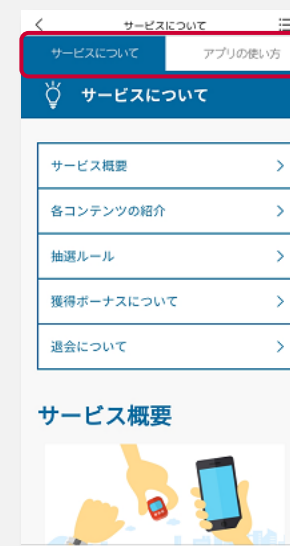 サービスについて
サービスについて
アプリの使い方
サービスについて
サービス概要
各コンテンツの紹介
抽選ルール
獲得ボーナスについて
退会について
サービス概要